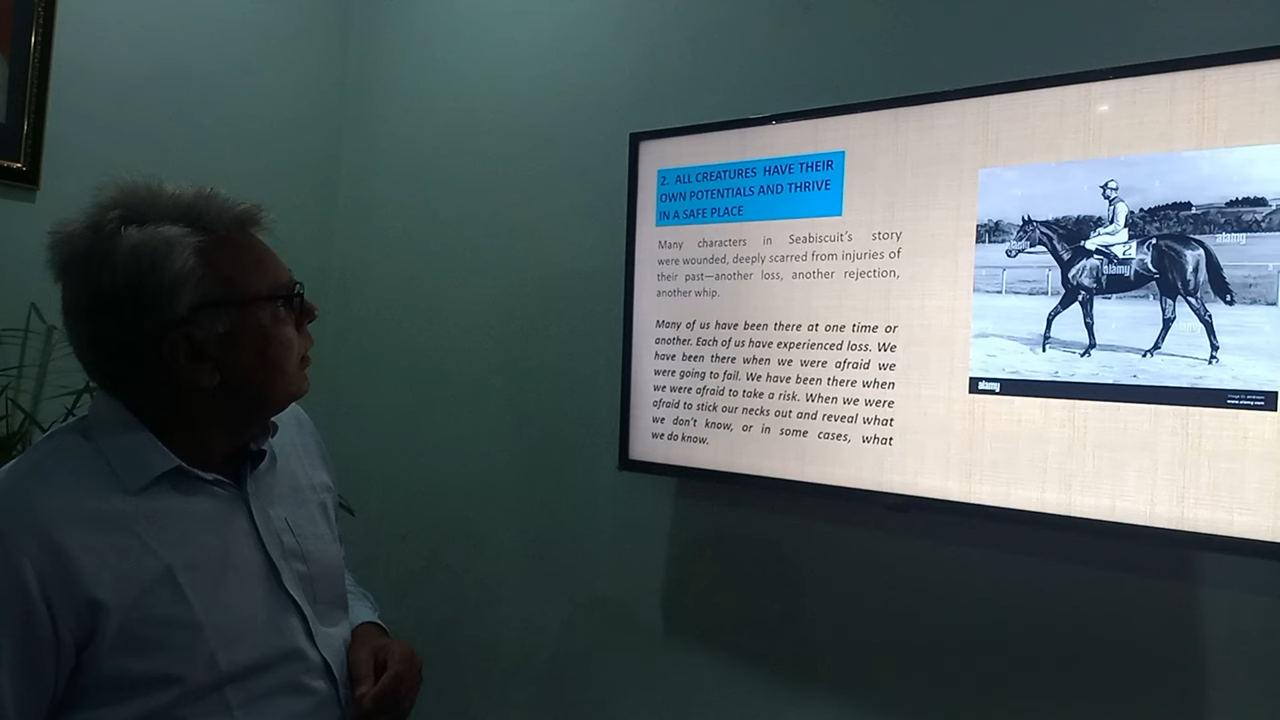 2. ALL CREATURES HAVE THEIR
OWN POTENTIALS AND THRIVE
IN A SAFE PLACE
Many characters in Seabiscuit's story
were wounded, deeply scarred from injuries of
their past—another loss, another rejection,
another whip.
Many of us have been there at one time or
another. Each of us have experienced loss. We
have been there when we were afraid we
were going to fail. We have been there when
we were afraid to take a risk. When we were
afraid to stick our necks out and reveal what
we don't know, or in some cases, what
we do know.
alamy
alamy
alamy
2
alamy
www.alamy.com